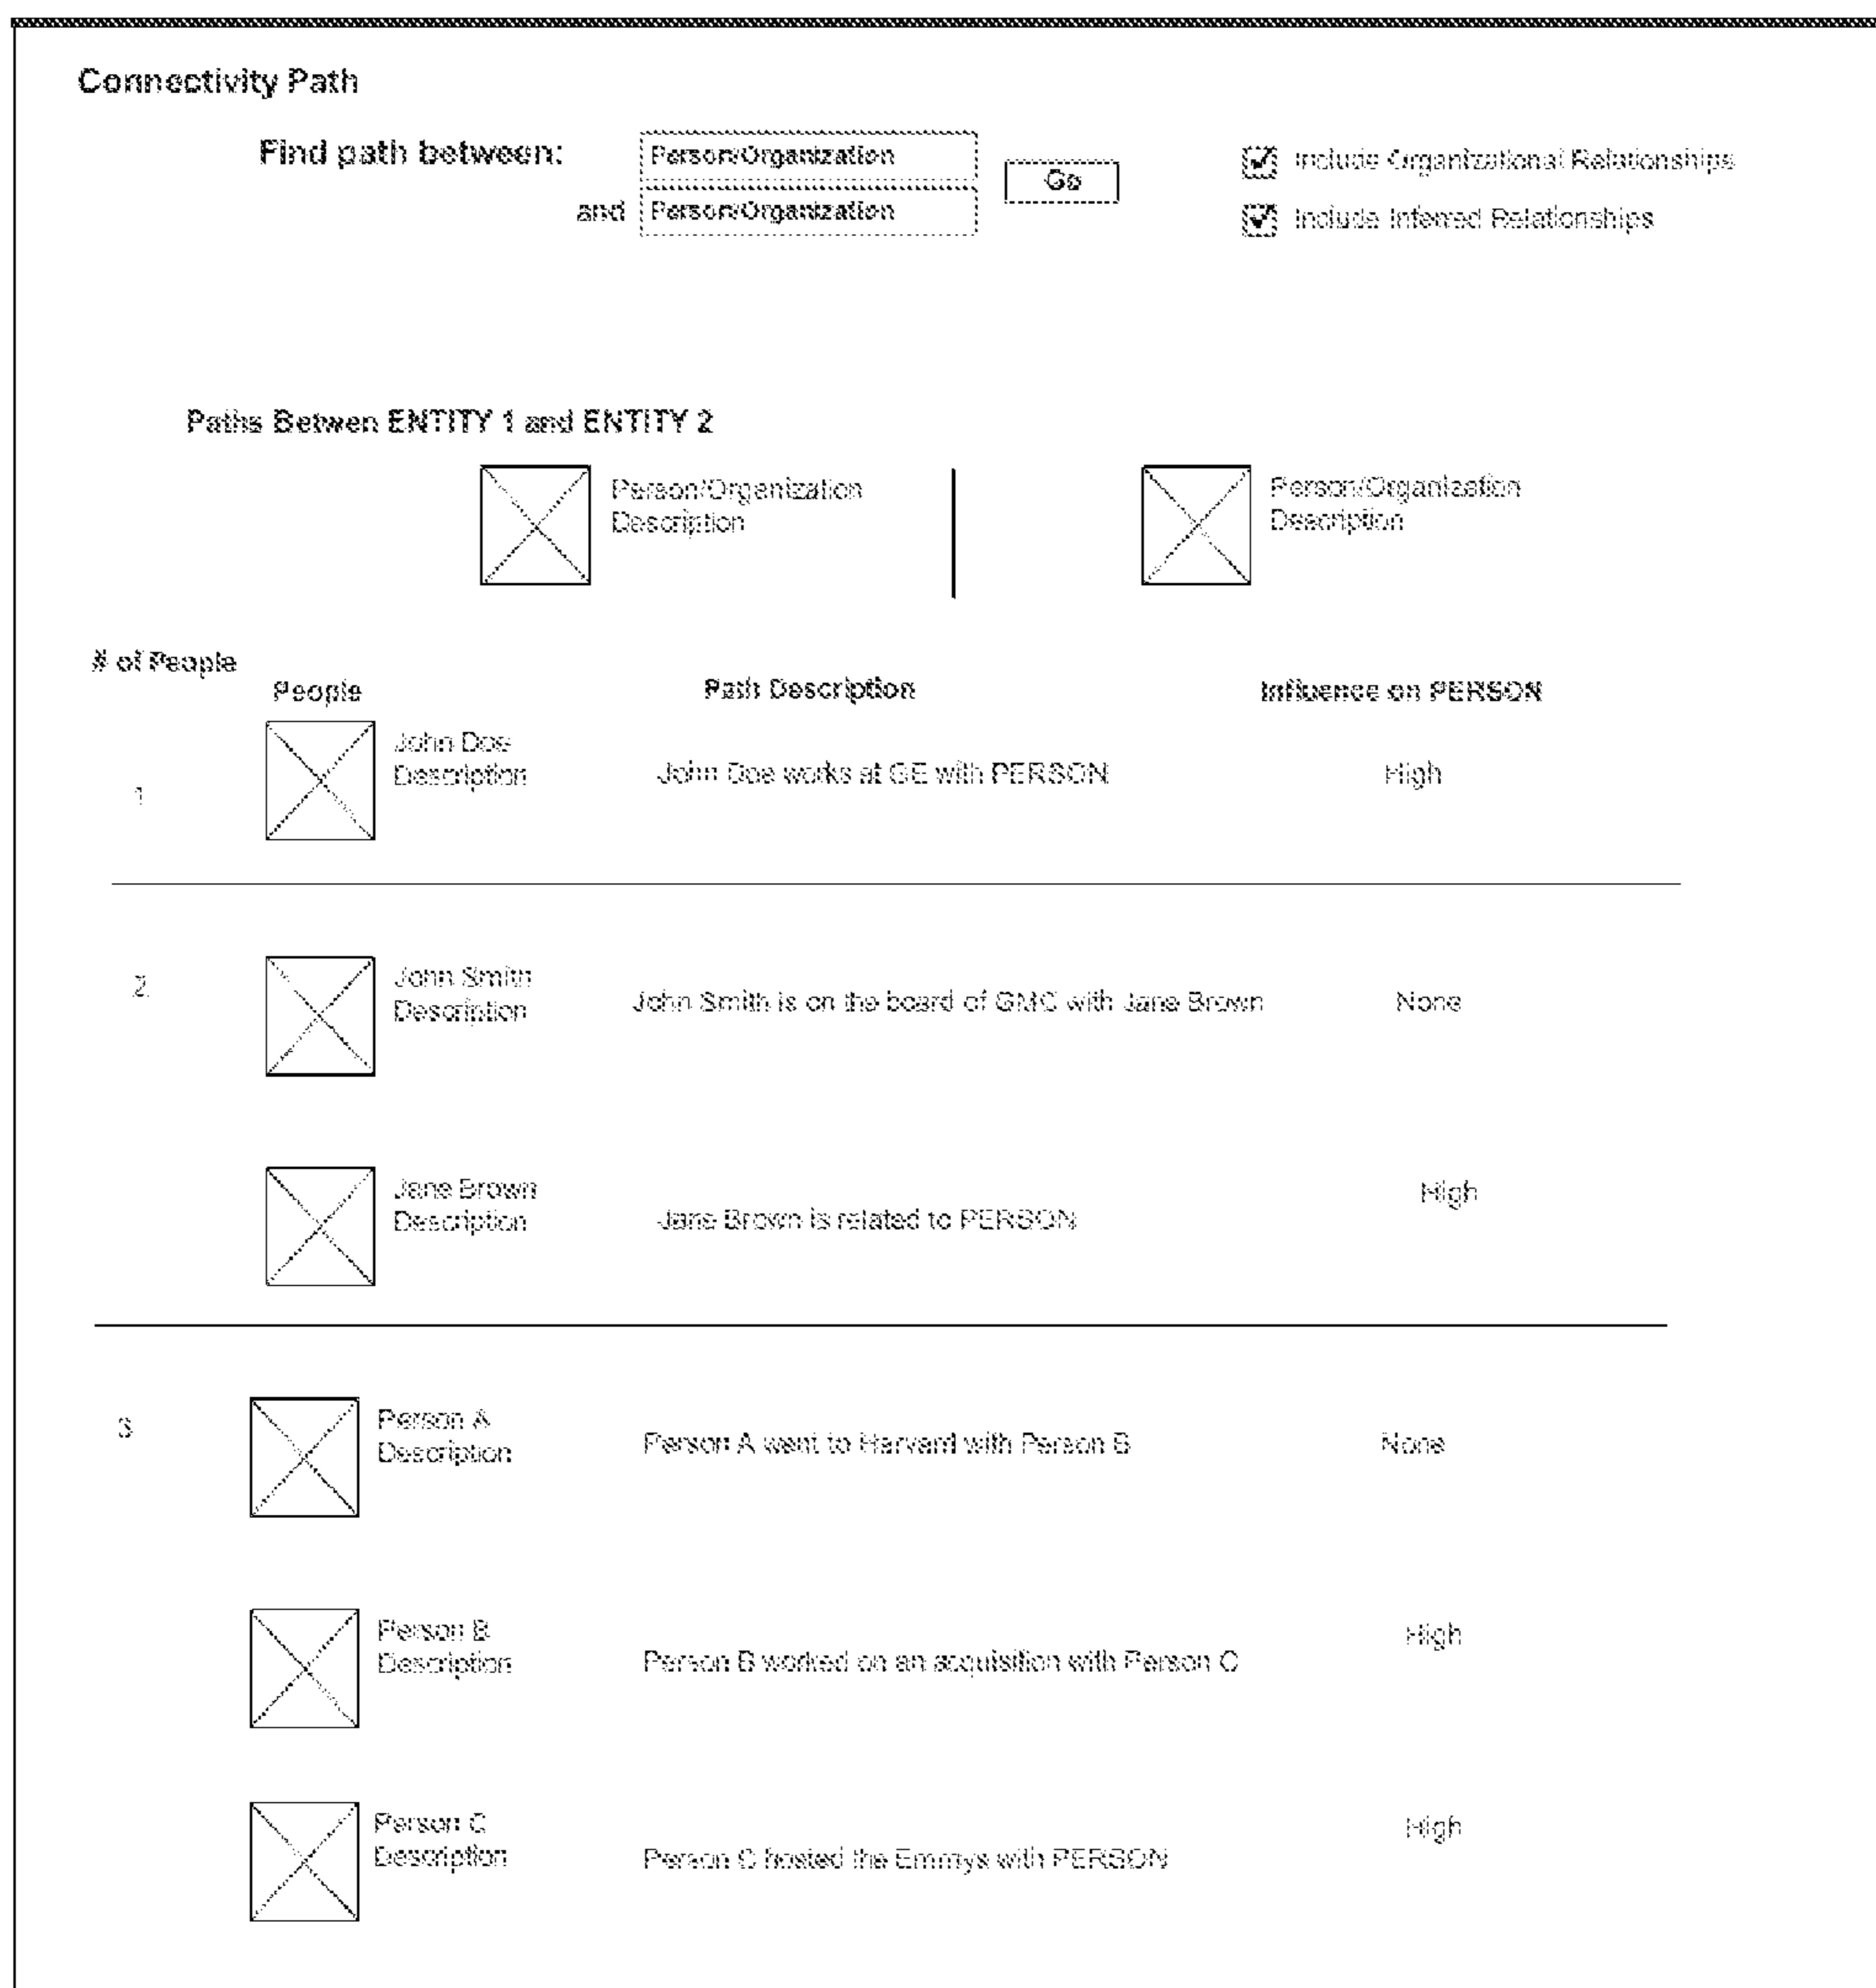 Connectivity Path
Find path between:
Person/Organization
Go
Include Organizational Relationships
and
Person/Organization
Include Inferred Relationships
Paths Betwen ENTITY 1 and ENTITY 2
Person/Organization
Description
Person/Organization
Description
# of People
People
Path Description
Influence on PERSON
1
John Doe
Description
John Doe works at GE with PERSON
High
2
John Smith
Description
John Smith is on the board of GMC with Jane Brown
None
Jane Brown
Description
Jane Brown is related to PERSON
High
3
Person A
Description
Person A went to Harvard with Person B
None
Person B
Description
Person B worked on an acquisition with Person C
High
Person C
Description
Person C hosted the Emmys with PERSON
High